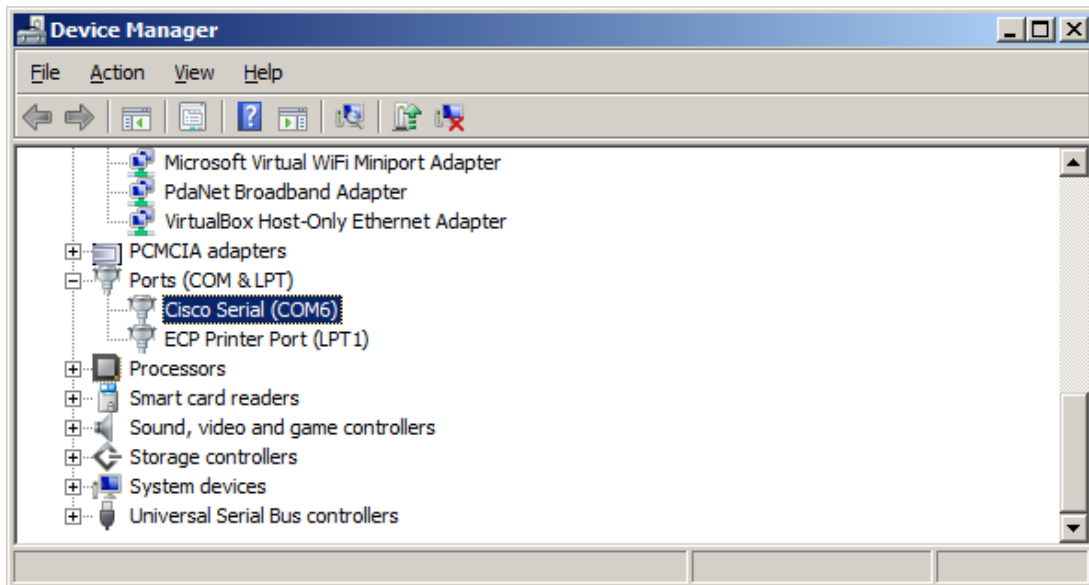 Device Manager
File Action View Help
Microsoft Virtual WiFi Miniport Adapter
PdaNet Broadband Adapter
VirtualBox Host-Only Ethernet Adapter
PCMCIA adapters
Ports (COM & LPT)
Cisco Serial (COM6)
ECP Printer Port (LPT1)
Processors
Smart card readers
Sound, video and game controllers
Storage controllers
System devices
Universal Serial Bus controllers